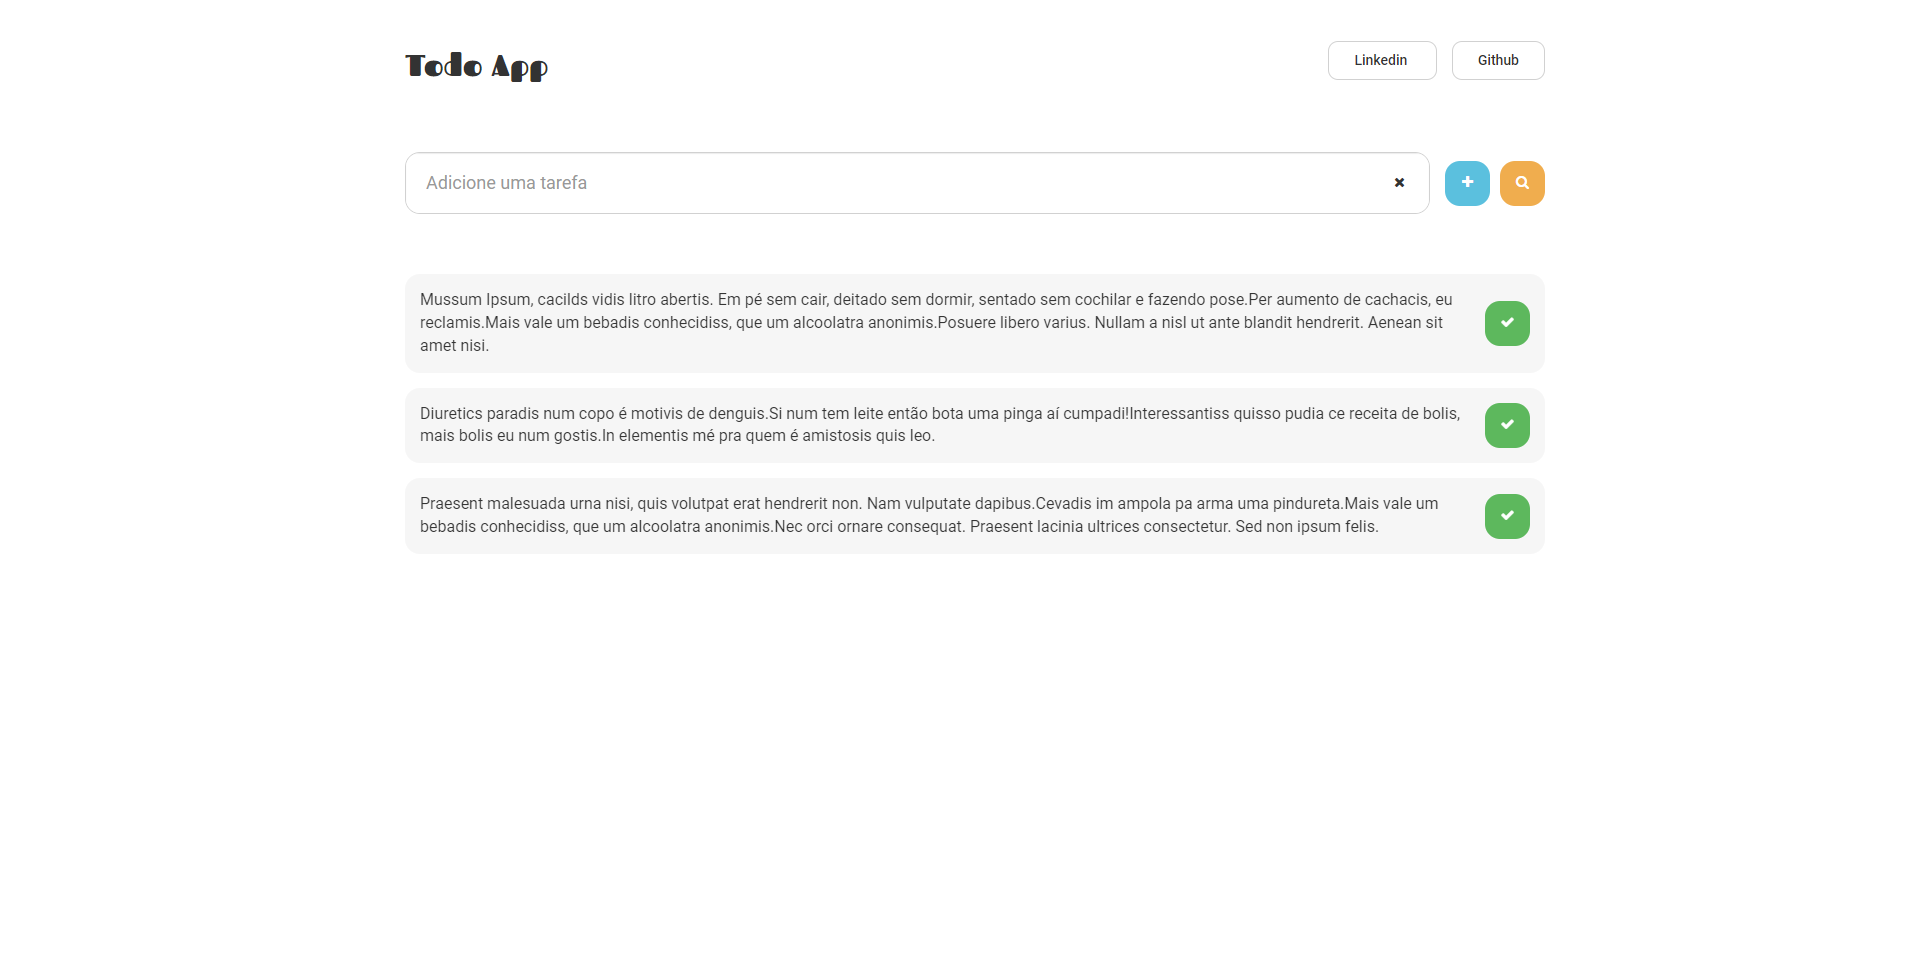 Todo App
Linkedin
Github
Adicione uma tarefa
Mussum Ipsum, cacilds vidis litro abertis. Em pé sem cair, deitado sem dormir, sentado sem cochilar e fazendo pose.Per aumento de cachacis, eu
reclamis.Mais vale um bebadis conhecidiss, que um alcoolatra anonimis.Posuere libero varius. Nullam a nisl ut ante blandit hendrerit. Aenean sit
amet nisi.
Diuretics paradis num copo é motivis de denguis.Si num tem leite então bota uma pinga aí cumpadi!Interessantiss quisso pudia ce receita de bolis,
mais bolis eu num gostis.In elementis mé pra quem é amistosis quis leo.
Praesent malesuada urna nisi, quis volutpat erat hendrerit non. Nam vulputate dapibus.Cevadis im ampola pa arma uma pindureta.Mais vale um
bebadis conhecidiss, que um alcoolatra anonimis.Nec orci ornare consequat. Praesent lacinia ultrices consectetur. Sed non ipsum felis.